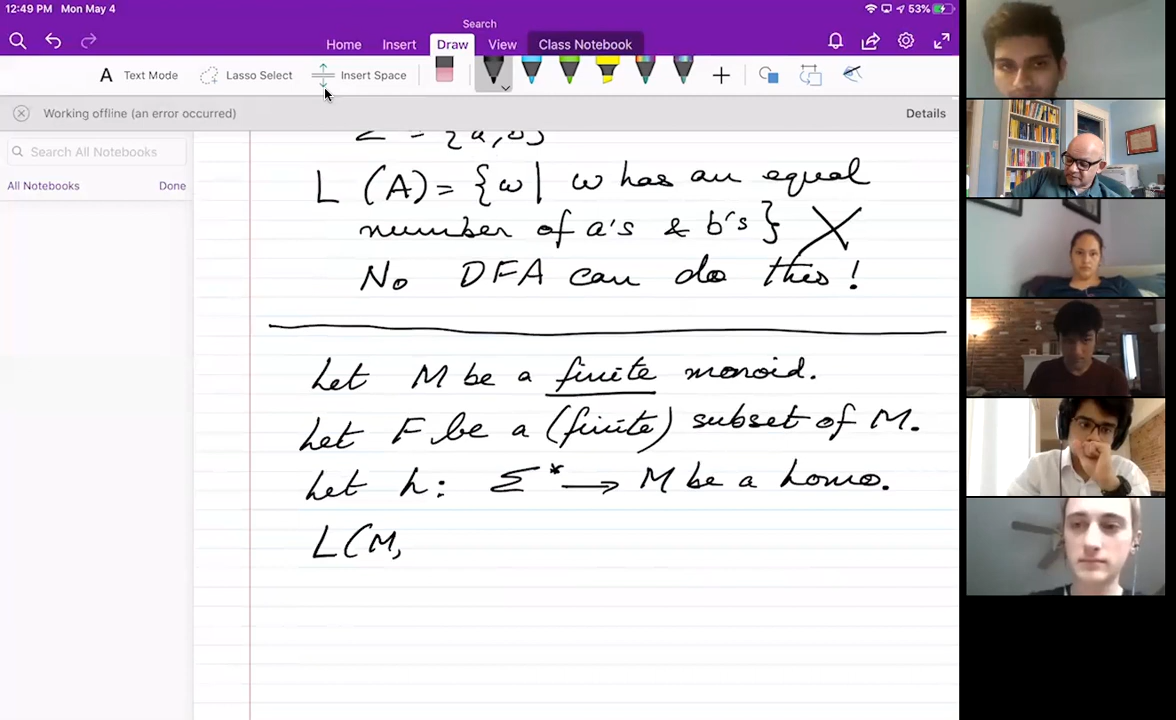 12:49 PM Mon May 4
53%
Search
Home Insert Draw View Class Notebook
A Text Mode Lasso Select Insert Space
Working offline (an error occurred) Details
Search All Notebooks
All Notebooks Done
Σ = {a,b}
L (A) = {w| w has an equal
number of a's & b's}
No DFA can do this!
Let M be a finite monoid.
Let F be a (finite) subset of M.
Let h: Σ* → M be a homo.
L(M,